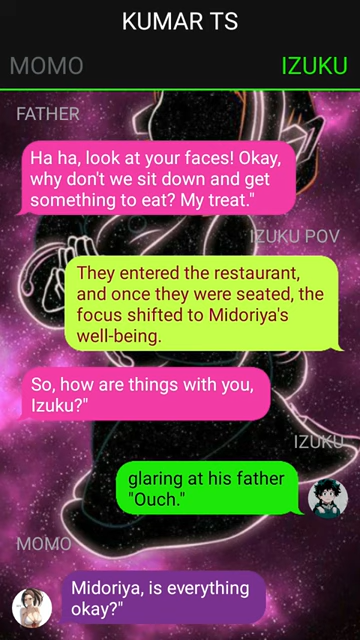 KUMAR TS
MOMO
IZUKU
FATHER
Ha ha, look at your faces! Okay,
why don't we sit down and get
something to eat? My treat."
IZUKU POV
They entered the restaurant,
and once they were seated, the
focus shifted to Midoriya's
well-being.
So, how are things with you,
Izuku?"
IZUKU
glaring at his father
"Ouch."
MOMO
Midoriya, is everything
okay?"